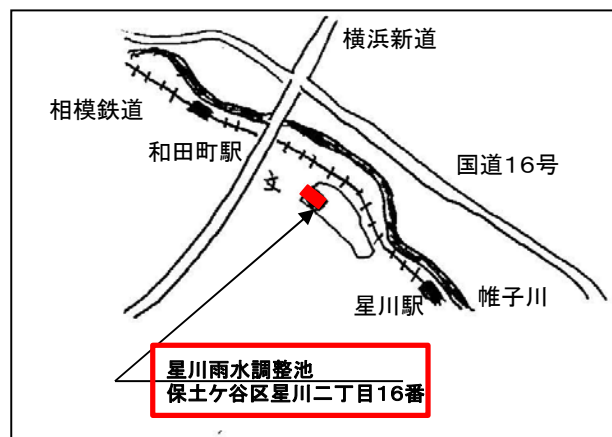 横浜新道
相模鉄道
和田町駅
国道16号
星川駅
帷子川
星川雨水調整池
保土ケ谷区星川二丁目16番